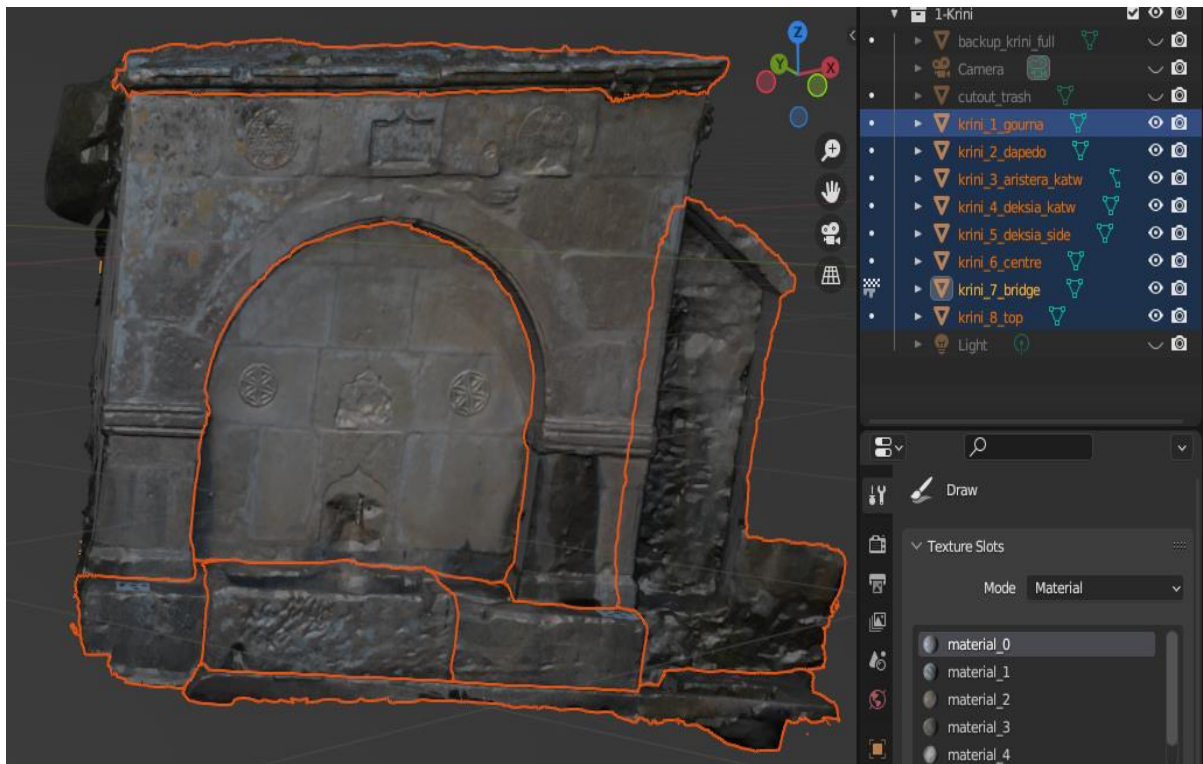 1-Krini
backup_krini_full
Camera
cutout_trash
krini_1_gourna
krini_2_dapedo
krini_3_aristera_katw
krini_4_deksia_katw
krini_5_deksia_side
krini_6_centre
krini_7_bridge
krini_8_top
Light
Z
Y
X
Draw
Texture Slots
Mode Material
material_0
material_1
material_2
material_3
material_4